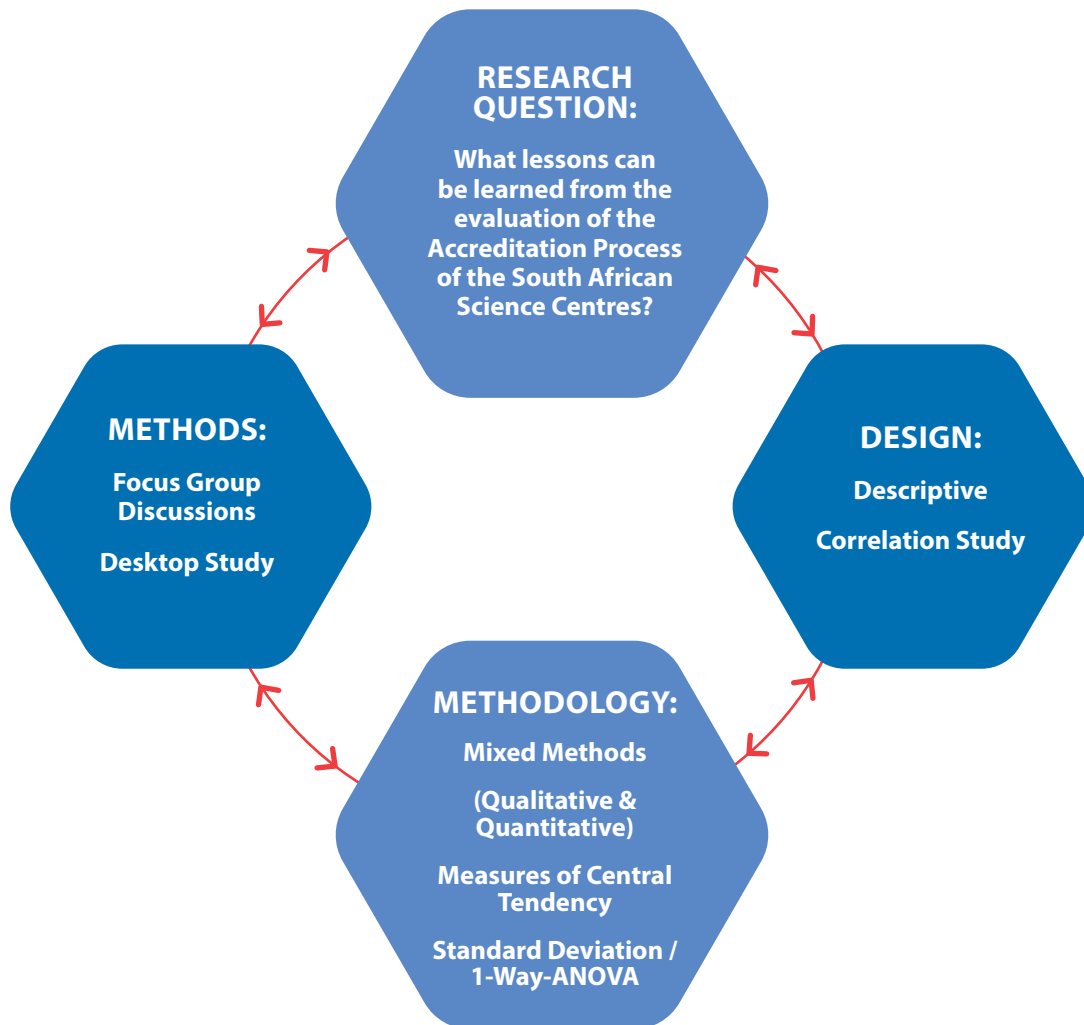 RESEARCH
QUESTION:
What lessons can
be learned from the
evaluation of the
Accreditation Process
of the South African
Science Centres?
METHODS:
Focus Group
Discussions
Desktop Study
DESIGN:
Descriptive
Correlation Study
METHODOLOGY:
Mixed Methods
(Qualitative &
Quantitative)
Measures of Central
Tendency
Standard Deviation /
1-Way-ANOVA